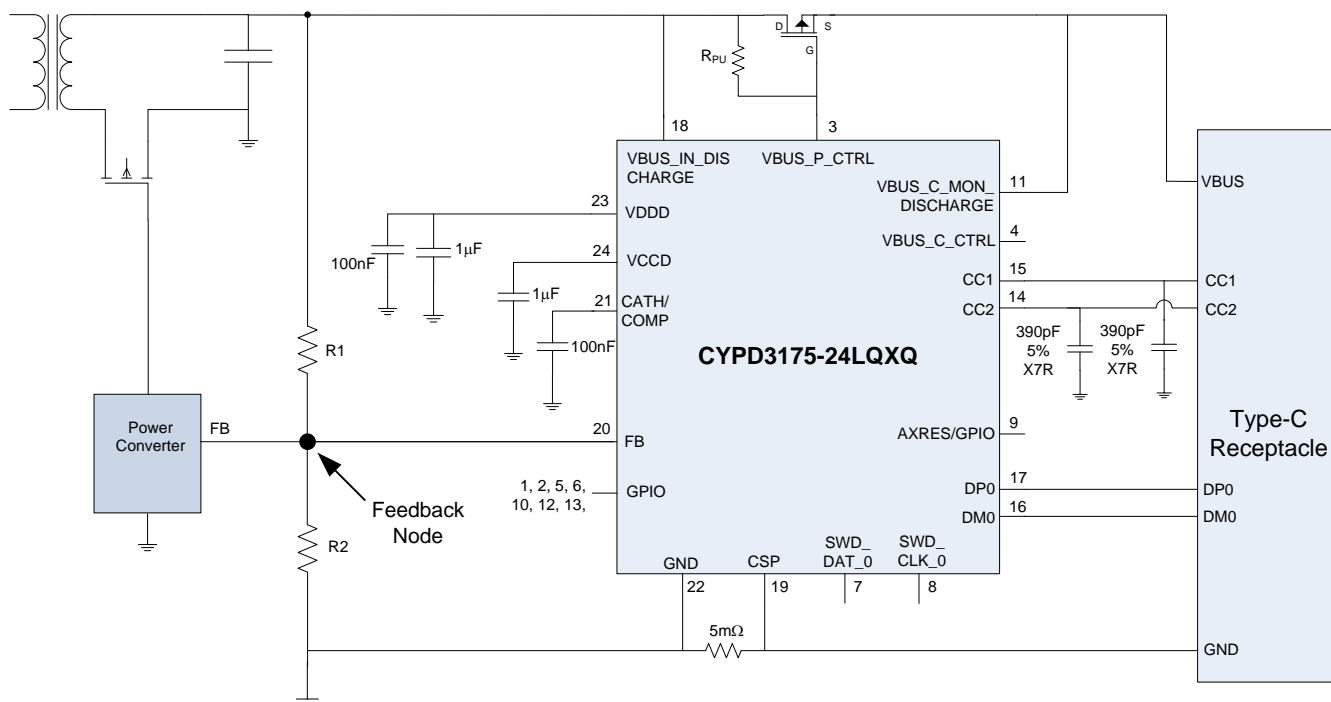 D
S
G
RPU
18
3
VBUS_IN_DIS
CHARGE
VBUS_P_CTRL
VBUS_C_MON_
DISCHARGE
11
VBUS
23
VDDD
VBUS_C_CTRL
4
100nF
1μF
24
VCCD
CC1
15
CC1
1μF
21
CATH/
COMP
CC2
14
CC2
100nF
390pF
5%
X7R
390pF
5%
X7R
CYPD3175-24LQXQ
R1
Type-C
Receptacle
Power
Converter
FB
20
FB
AXRES/GPIO
9
Feedback
Node
1, 2, 5, 6,
10, 12, 13,
GPIO
DP0
17
DP0
DM0
16
DM0
R2
GND
22
CSP
19
SWD_
DAT_0
7
SWD_
CLK_0
8
5mΩ
GND